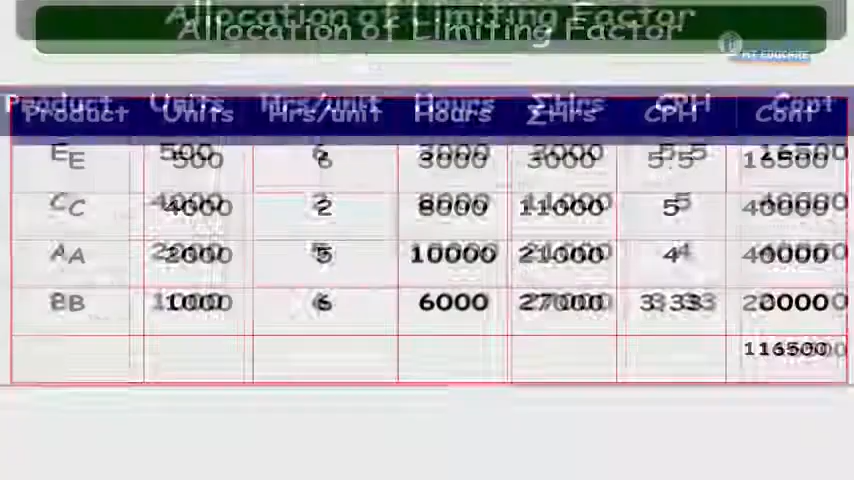 Allocation of Limiting Factor
MT EDUCARE
Product Units Hrs/unit Hours ΣHrs CPH Cont
E 500 6 3000 3000 5.5 16500
C 4000 2 8000 11000 5 40000
A 2000 5 10000 21000 4 40000
B 1000 6 6000 27000 3.33 20000
116500